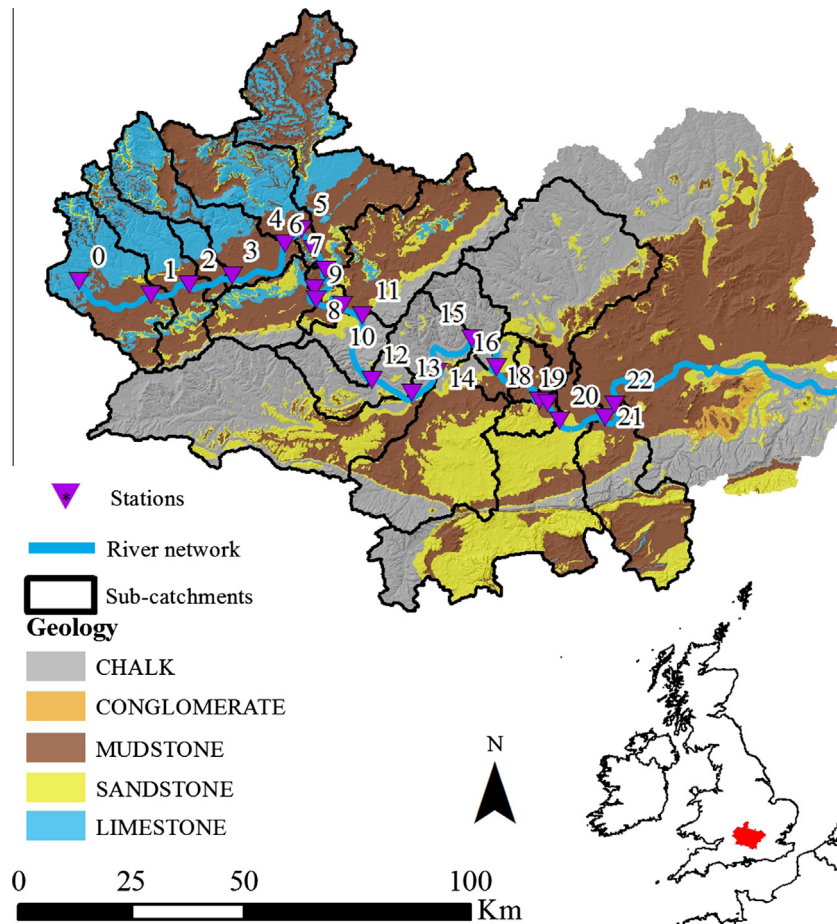 0
1
2
3
4
5
6
7
9
8
11
10
12
13
15
14
16
18
19
20
22
21
* Stations
River network
Sub-catchments
Geology
CHALK
CONGLOMERATE
MUDSTONE
SANDSTONE
LIMESTONE
N
0 25 50 100
Km